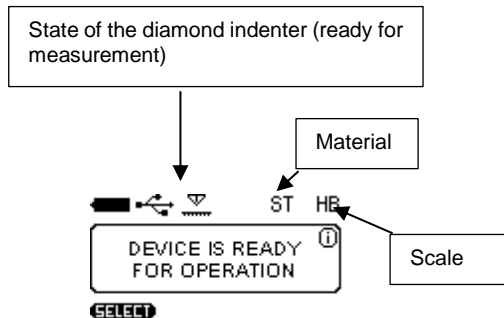 State of the diamond indenter (ready for
measurement)
Material
ST HB
DEVICE IS READY
FOR OPERATION
i
Scale
SELECT